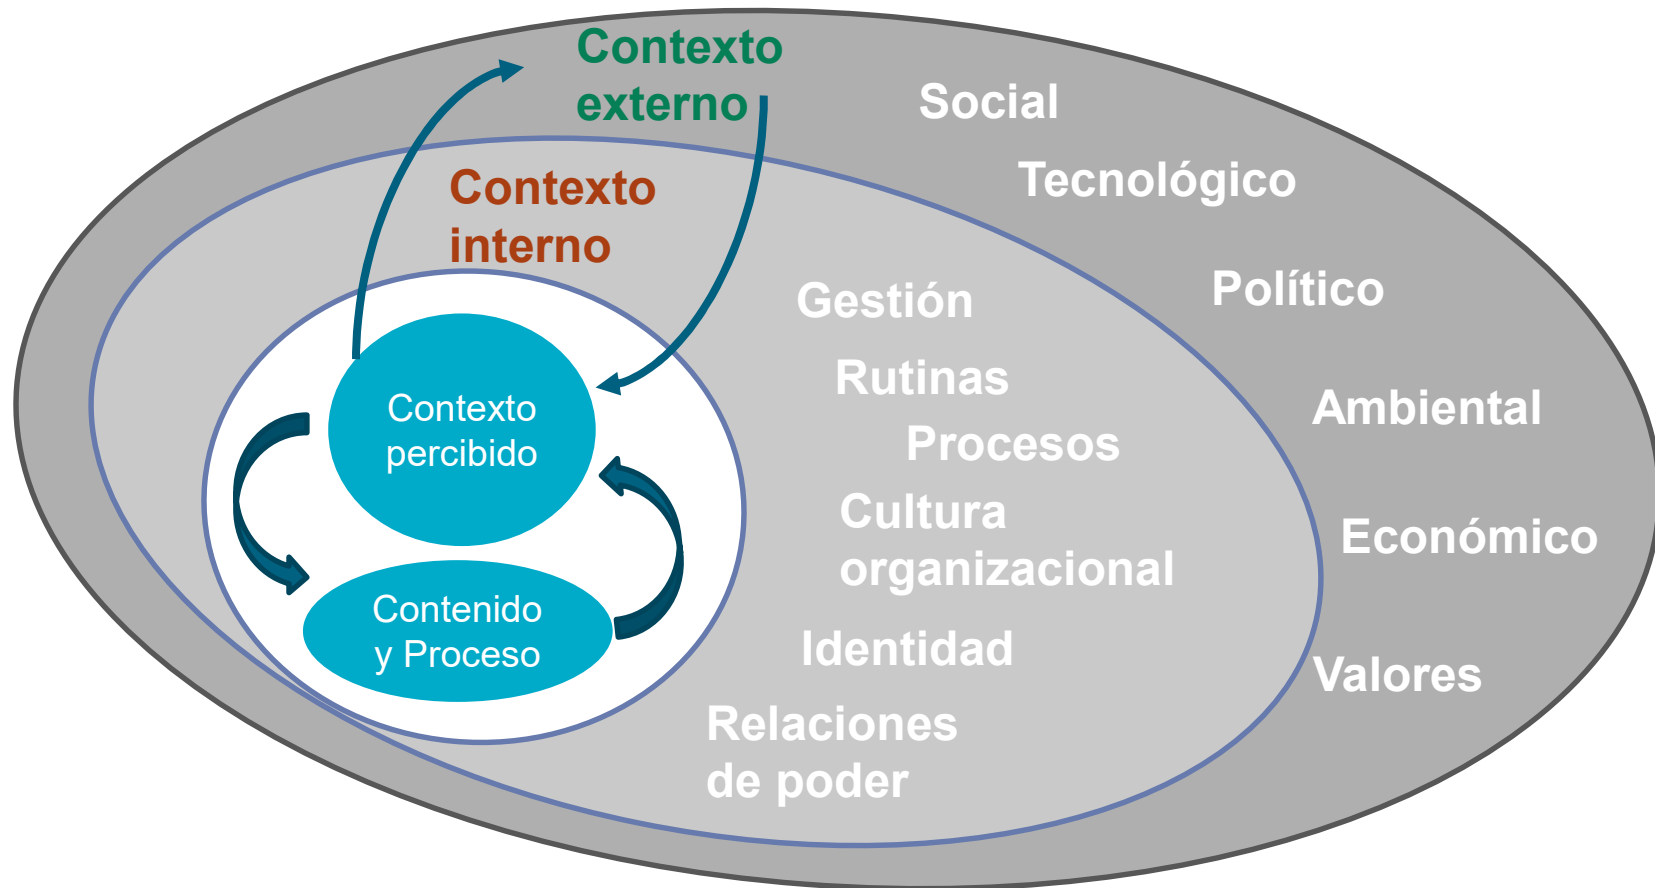 Contexto
externo
Social
Tecnológico
Contexto
interno
Político
Gestión
Rutinas
Ambiental
Contexto
percibido
Procesos
Cultura
organizacional
Económico
Contenido
y Proceso
Identidad
Valores
Relaciones
de poder